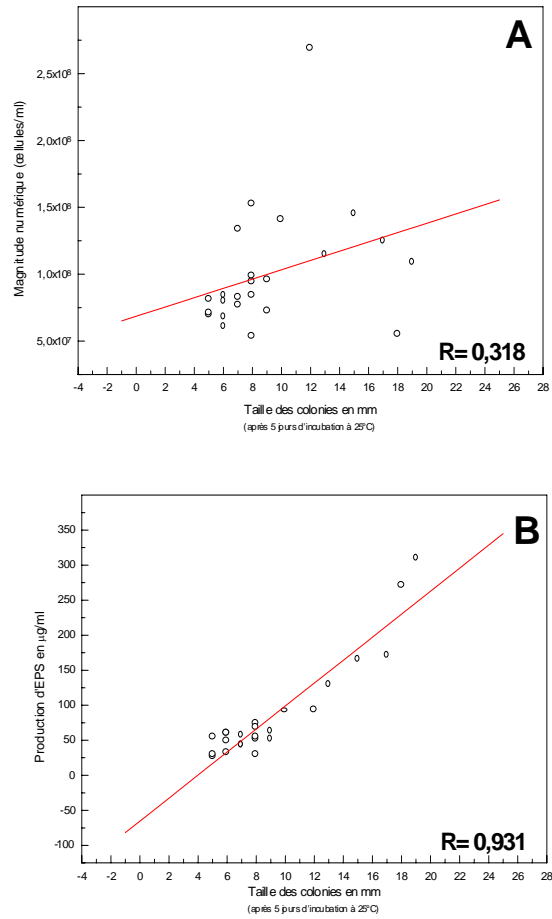 A
2,5x10⁸
2,0x10⁸
1,5x10⁸
1,0x10⁸
5,0x10⁷
Magnitude numérique (cellules/ml)
R= 0,318
-4 -2 0 2 4 6 8 10 12 14 16 18 20 22 24 26 28
Taille des colonies en mm
(après 5 jours d'incubation à 25°C)
B
350
300
250
200
150
100
50
0
-50
-100
Production d'EPS en µg/ml
R= 0,931
-4 -2 0 2 4 6 8 10 12 14 16 18 20 22 24 26 28
Taille des colonies en mm
(après 5 jours d'incubation à 25°C)